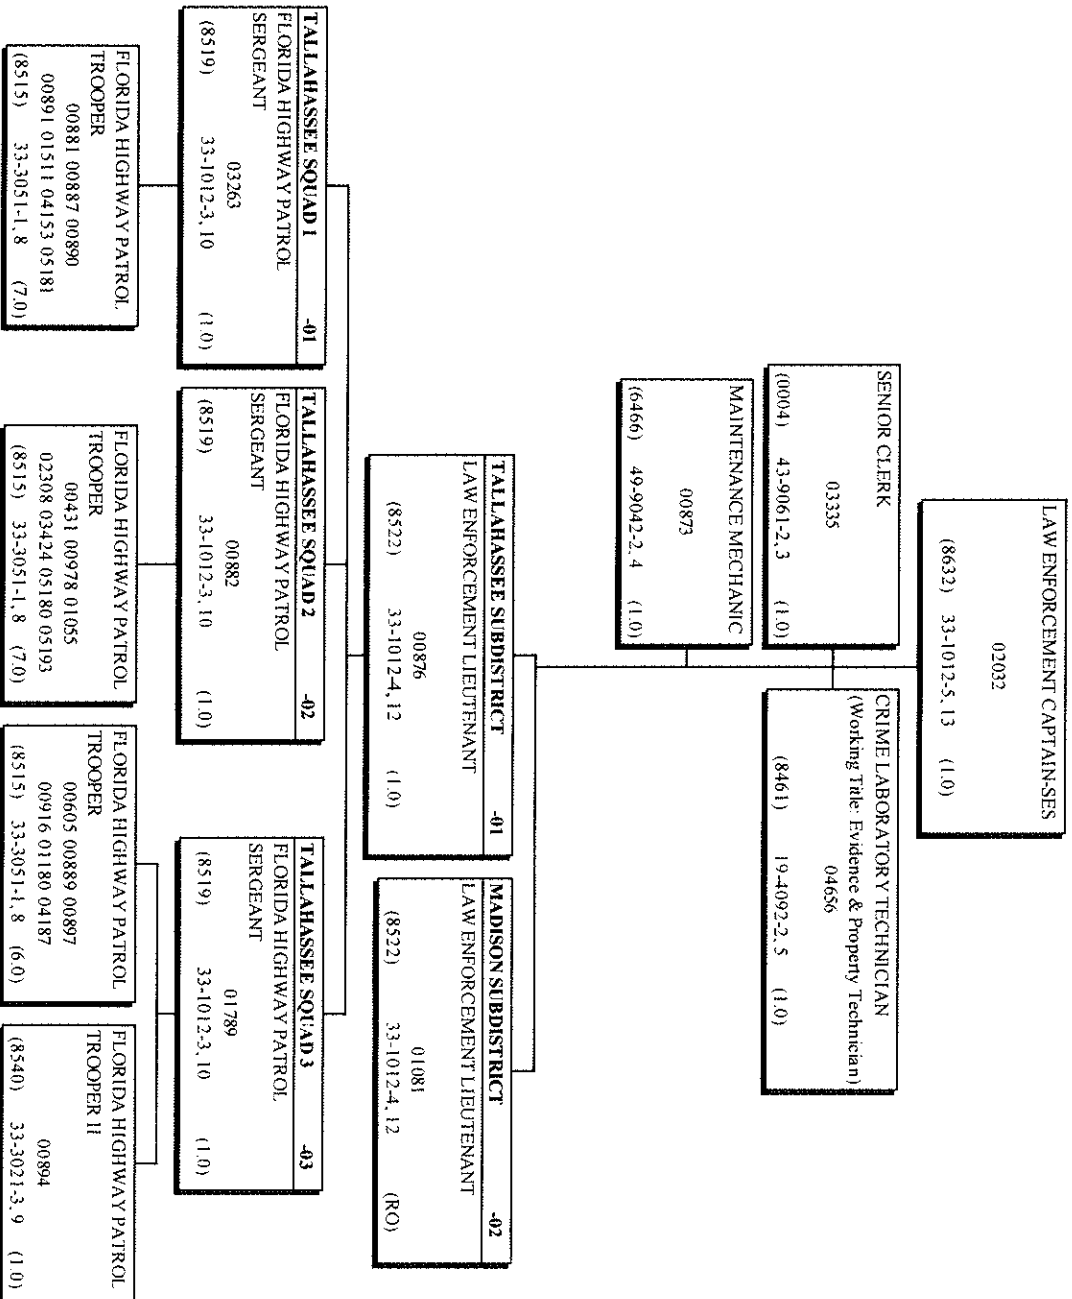 LAW ENFORCEMENT CAPTAIN-SES
02032
(8632) 33-1012-5, 13 (1.0)
SENIOR CLERK
03335
(0004) 43-9061-2, 3 (1.0)
CRIME LABORATORY TECHNICIAN
(Working Title: Evidence & Property Technician)
04656
(8461) 19-4092-2, 5 (1.0)
MAINTENANCE MECHANIC
00873
(6466) 49-9042-2, 4 (1.0)
TALLAHASSEE SUBDISTRICT -01
LAW ENFORCEMENT LIEUTENANT
00876
(8522) 33-1012-4, 12 (1.0)
MADISON SUBDISTRICT -02
LAW ENFORCEMENT LIEUTENANT
01081
(8522) 33-1012-4, 12 (RO)
TALLAHASSEE SQUAD 1 -01
FLORIDA HIGHWAY PATROL
SERGEANT
03263
(8519) 33-1012-3, 10 (1.0)
TALLAHASSEE SQUAD 2 -02
FLORIDA HIGHWAY PATROL
SERGEANT
00882
(8519) 33-1012-3, 10 (1.0)
TALLAHASSEE SQUAD 3 -03
FLORIDA HIGHWAY PATROL
SERGEANT
01789
(8519) 33-1012-3, 10 (1.0)
FLORIDA HIGHWAY PATROL
TROOPER
00881 00887 00890
00891 01511 04153 05181
(8515) 33-3051-1, 8 (7.0)
FLORIDA HIGHWAY PATROL
TROOPER
00431 00978 01055
02308 03424 05180 05193
(8515) 33-3051-1, 8 (7.0)
FLORIDA HIGHWAY PATROL
TROOPER
00605 00889 00897
00916 01180 04187
(8515) 33-3051-1, 8 (6.0)
FLORIDA HIGHWAY PATROL
TROOPER II
00894
(8540) 33-3021-3, 9 (1.0)